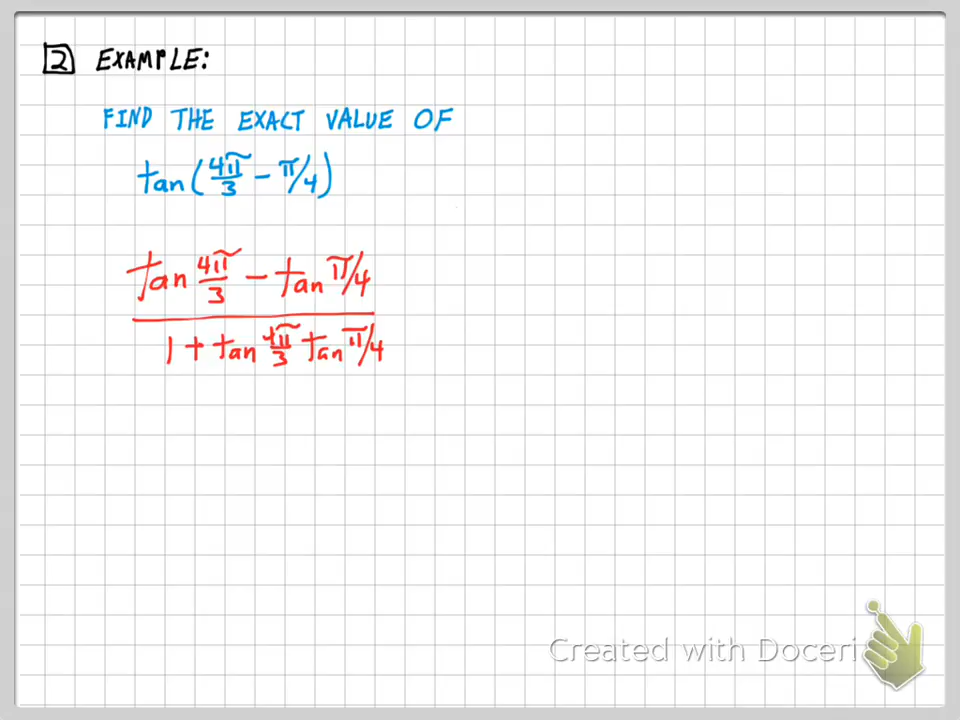 2 EXAMPLE:
FIND THE EXACT VALUE OF
tan(4π/3 - π/4)
tan 4π/3 - tan π/4
1 + tan 4π/3 tan π/4
Created with Doceri